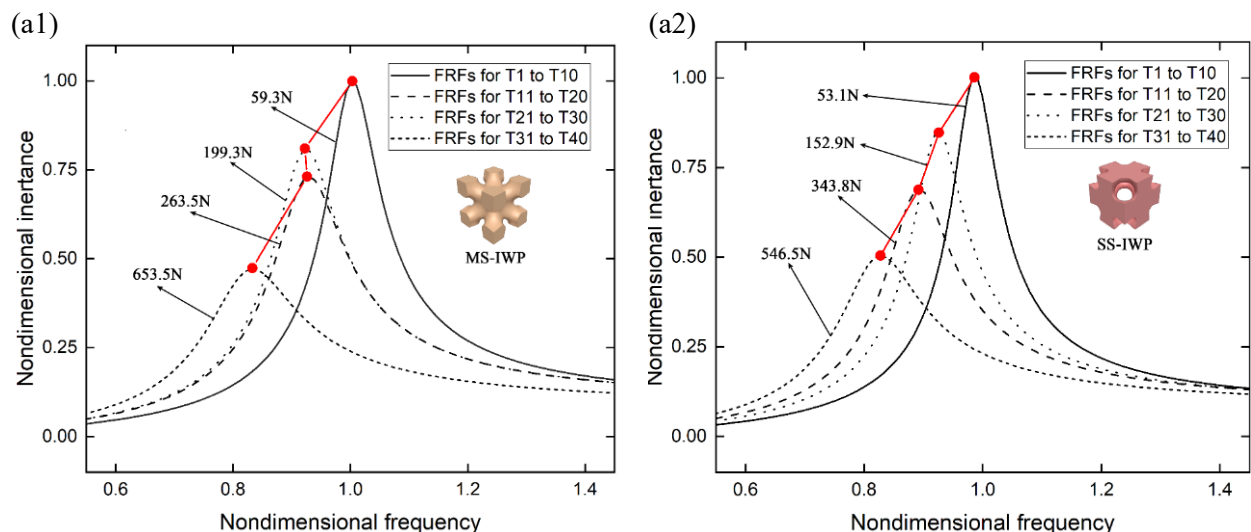 (a1)
Nondimensional inertance
1.00
0.75
0.50
0.25
0.00
0.6 0.8 1.0 1.2 1.4
Nondimensional frequency
FRFs for T1 to T10
FRFs for T11 to T20
FRFs for T21 to T30
FRFs for T31 to T40
59.3N
199.3N
263.5N
653.5N
MS-IWP
(a2)
Nondimensional inertance
1.00
0.75
0.50
0.25
0.00
0.6 0.8 1.0 1.2 1.4
Nondimensional frequency
FRFs for T1 to T10
FRFs for T11 to T20
FRFs for T21 to T30
FRFs for T31 to T40
53.1N
152.9N
343.8N
546.5N
SS-IWP